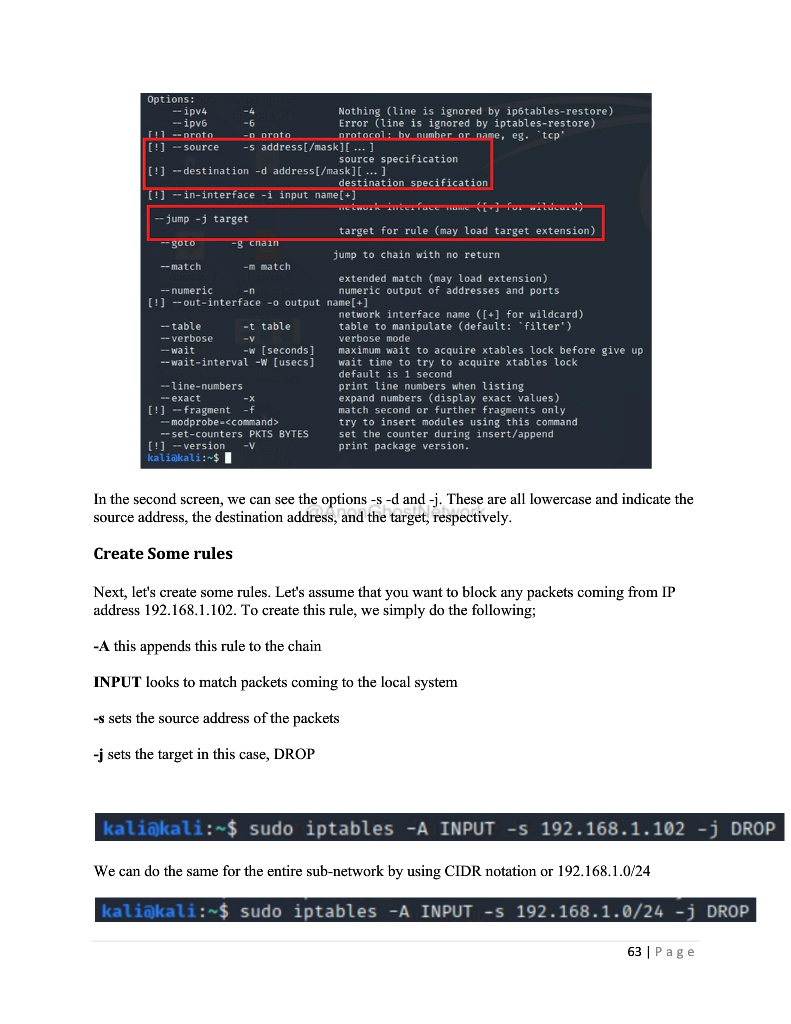 Options:
--ipv4 -4 Nothing (line is ignored by ip6tables-restore)
--ipv6 -6 Error (line is ignored by iptables-restore)
[!] --proto -p proto protocol: by number or name, eg. `tcp'
[!] --source -s address[/mask][...]
source specification
[!] --destination -d address[/mask][...]
destination specification
[!] --in-interface -i input name[+]
network interface name ([+] for wildcard)
--jump -j target
target for rule (may load target extension)
--goto -g chain
jump to chain with no return
--match -m match
extended match (may load extension)
--numeric -n numeric output of addresses and ports
[!] --out-interface -o output name[+]
network interface name ([+] for wildcard)
--table -t table table to manipulate (default: `filter')
--verbose -v verbose mode
--wait -w [seconds] maximum wait to acquire xtables lock before give up
--wait-interval -W [usecs] wait time to try to acquire xtables lock
default is 1 second
--line-numbers print line numbers when listing
--exact -x expand numbers (display exact values)
[!] --fragment -f match second or further fragments only
--modprobe=<command> try to insert modules using this command
--set-counters PKTS BYTES set the counter during insert/append
[!] --version -V print package version.
kali@kali:~$
In the second screen, we can see the options -s -d and -j. These are all lowercase and indicate the
@AnonGhostNetwork
source address, the destination address, and the target, respectively.
Create Some rules
Next, let's create some rules. Let's assume that you want to block any packets coming from IP
address 192.168.1.102. To create this rule, we simply do the following;
-A this appends this rule to the chain
INPUT looks to match packets coming to the local system
-s sets the source address of the packets
-j sets the target in this case, DROP
kali@kali:~$ sudo iptables -A INPUT -s 192.168.1.102 -j DROP
We can do the same for the entire sub-network by using CIDR notation or 192.168.1.0/24
kali@kali:~$ sudo iptables -A INPUT -s 192.168.1.0/24 -j DROP
63 | Page